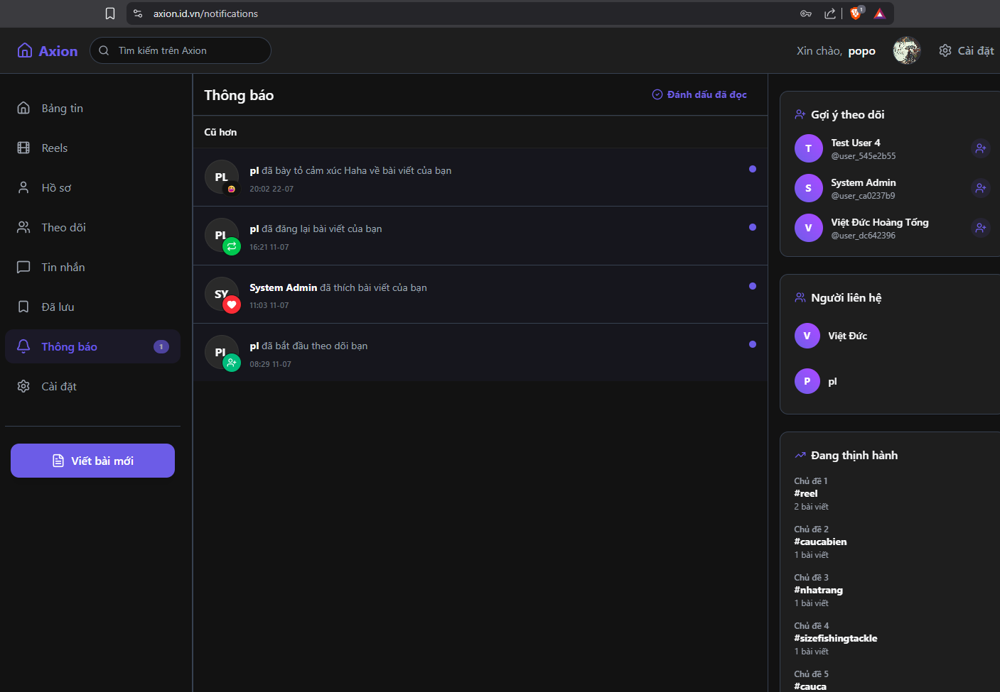 axion.id.vn/notifications
1
Axion
Tìm kiếm trên Axion
Xin chào, popo
Cài đặt
Bảng tin
Reels
Hồ sơ
Theo dõi
Tin nhắn
Đã lưu
Thông báo
1
Cài đặt
Viết bài mới
Thông báo
Đánh dấu đã đọc
Cũ hơn
PL
pl đã bày tỏ cảm xúc Haha về bài viết của bạn
20:02 22-07
PL
pl đã đăng lại bài viết của bạn
16:21 11-07
SY
System Admin đã thích bài viết của bạn
11:03 11-07
PL
pl đã bắt đầu theo dõi bạn
08:29 11-07
Gợi ý theo dõi
T
Test User 4
@user_545e2b55
S
System Admin
@user_ca0237b9
V
Việt Đức Hoàng Tống
@user_dc642396
Người liên hệ
V
Việt Đức
P
pl
Đang thịnh hành
Chủ đề 1
#reel
2 bài viết
Chủ đề 2
#caucabien
1 bài viết
Chủ đề 3
#nhatrang
1 bài viết
Chủ đề 4
#sizefishingtackle
1 bài viết
Chủ đề 5
#cauca